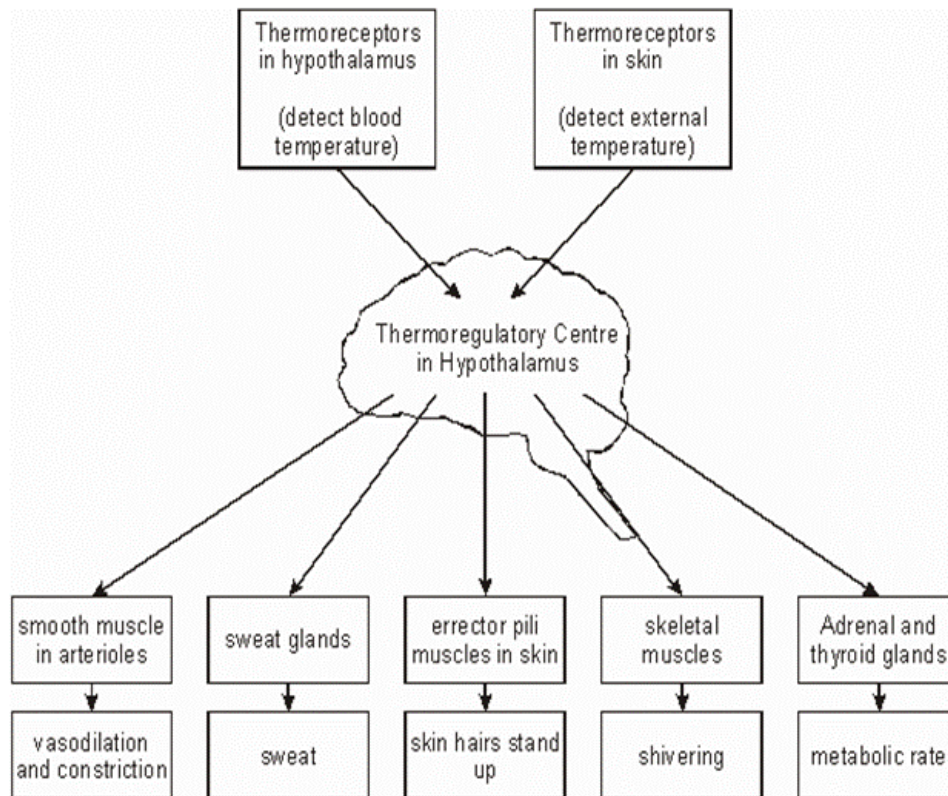 Thermoreceptors
in hypothalamus
(detect blood
temperature)
Thermoreceptors
in skin
(detect external
temperature)
Thermoregulatory Centre
in Hypothalamus
smooth muscle
in arterioles
sweat glands
errector pili
muscles in skin
skeletal
muscles
Adrenal and
thyroid glands
vasodilation
and constriction
sweat
skin hairs stand
up
shivering
metabolic rate